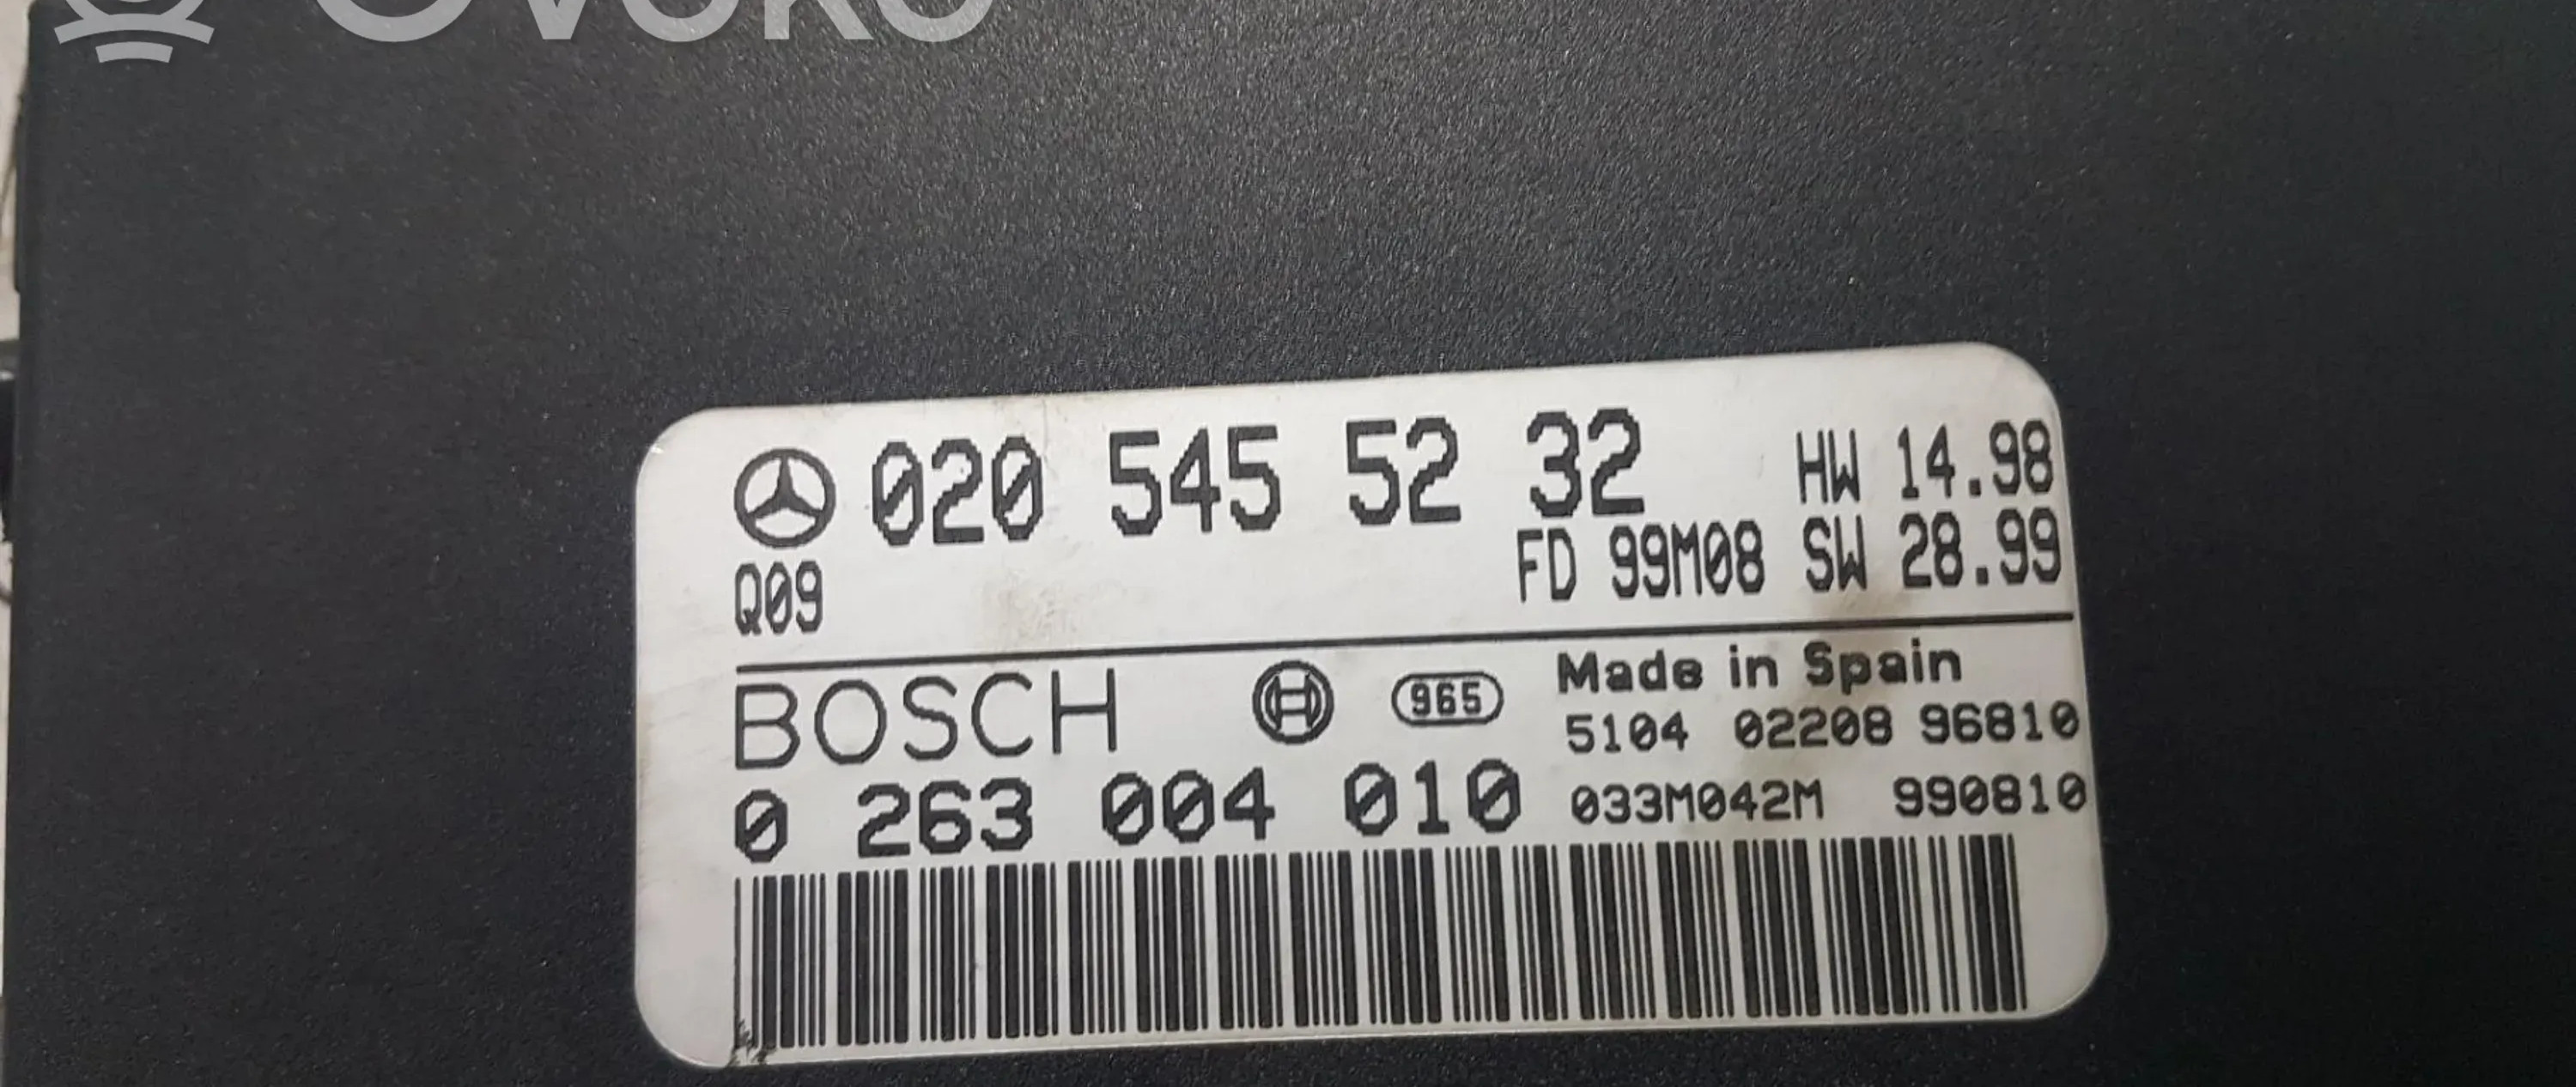 OVOKO
020 545 52 32 HW 14.98
Q09 FD 99M08 SW 28.99
BOSCH 965 Made in Spain
5104 02208 96810
0 263 004 010 033M042M 990810